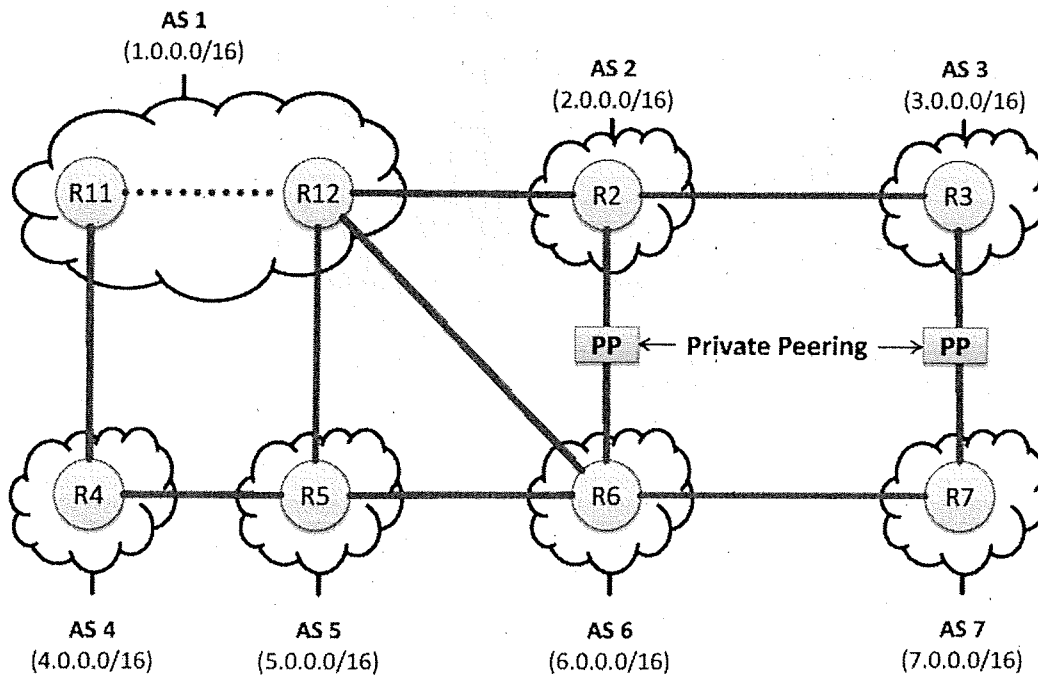 AS 1
(1.0.0.0/16)
AS 2
(2.0.0.0/16)
AS 3
(3.0.0.0/16)
R11
R12
R2
R3
PP
Private Peering
PP
R4
R5
R6
R7
AS 4
(4.0.0.0/16)
AS 5
(5.0.0.0/16)
AS 6
(6.0.0.0/16)
AS 7
(7.0.0.0/16)